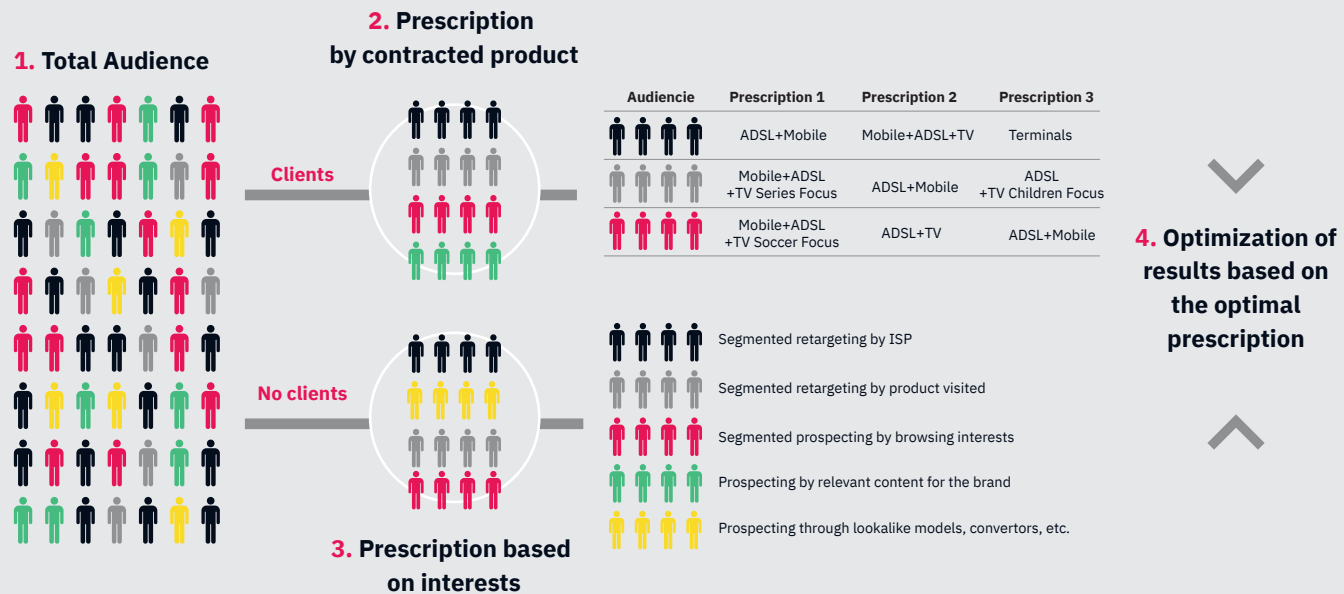 1. Total Audience
2. Prescription
by contracted product
Clients
No clients
3. Prescription based
on interests
Audiencie Prescription 1 Prescription 2 Prescription 3
ADSL+Mobile Mobile+ADSL+TV Terminals
Mobile+ADSL
+TV Series Focus
ADSL+Mobile
ADSL
+TV Children Focus
Mobile+ADSL
+TV Soccer Focus
ADSL+TV
ADSL+Mobile
Segmented retargeting by ISP
Segmented retargeting by product visited
Segmented prospecting by browsing interests
Prospecting by relevant content for the brand
Prospecting through lookalike models, convertors, etc.
4. Optimization of
results based on
the optimal
prescription